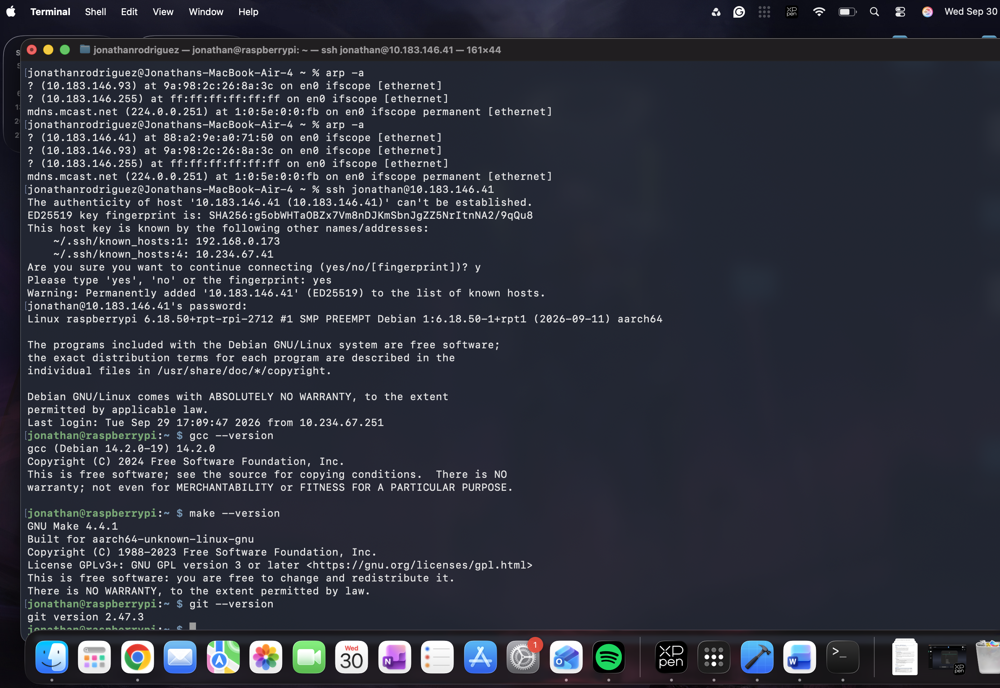 Terminal Shell Edit View Window Help
XP pen
Wed Sep 30
jonathanrodriguez — jonathan@raspberrypi: ~ — ssh jonathan@10.183.146.41 — 161×44
jonathanrodriguez@Jonathans-MacBook-Air-4 ~ % arp -a
? (10.183.146.93) at 9a:98:2c:26:8a:3c on en0 ifscope [ethernet]
? (10.183.146.255) at ff:ff:ff:ff:ff:ff on en0 ifscope [ethernet]
mdns.mcast.net (224.0.0.251) at 1:0:5e:0:0:fb on en0 ifscope permanent [ethernet]
jonathanrodriguez@Jonathans-MacBook-Air-4 ~ % arp -a
? (10.183.146.41) at 88:a2:9e:a0:71:50 on en0 ifscope [ethernet]
? (10.183.146.93) at 9a:98:2c:26:8a:3c on en0 ifscope [ethernet]
? (10.183.146.255) at ff:ff:ff:ff:ff:ff on en0 ifscope [ethernet]
mdns.mcast.net (224.0.0.251) at 1:0:5e:0:0:fb on en0 ifscope permanent [ethernet]
jonathanrodriguez@Jonathans-MacBook-Air-4 ~ % ssh jonathan@10.183.146.41
The authenticity of host '10.183.146.41 (10.183.146.41)' can't be established.
ED25519 key fingerprint is: SHA256:g5obWHTaOBZx7Vm8nDJKmSbnJgZZ5NrItnNA2/9qQu8
This host key is known by the following other names/addresses:
    ~/.ssh/known_hosts:1: 192.168.0.173
    ~/.ssh/known_hosts:4: 10.234.67.41
Are you sure you want to continue connecting (yes/no/[fingerprint])? y
Please type 'yes', 'no' or the fingerprint: yes
Warning: Permanently added '10.183.146.41' (ED25519) to the list of known hosts.
jonathan@10.183.146.41's password:
Linux raspberrypi 6.18.50+rpt-rpi-2712 #1 SMP PREEMPT Debian 1:6.18.50-1+rpt1 (2026-09-11) aarch64

The programs included with the Debian GNU/Linux system are free software;
the exact distribution terms for each program are described in the
individual files in /usr/share/doc/*/copyright.

Debian GNU/Linux comes with ABSOLUTELY NO WARRANTY, to the extent
permitted by applicable law.
Last login: Tue Sep 29 17:09:47 2026 from 10.234.67.251
jonathan@raspberrypi:~ $ gcc --version
gcc (Debian 14.2.0-19) 14.2.0
Copyright (C) 2024 Free Software Foundation, Inc.
This is free software; see the source for copying conditions.  There is NO
warranty; not even for MERCHANTABILITY or FITNESS FOR A PARTICULAR PURPOSE.

jonathan@raspberrypi:~ $ make --version
GNU Make 4.4.1
Built for aarch64-unknown-linux-gnu
Copyright (C) 1988-2023 Free Software Foundation, Inc.
License GPLv3+: GNU GPL version 3 or later <https://gnu.org/licenses/gpl.html>
This is free software: you are free to change and redistribute it.
There is NO WARRANTY, to the extent permitted by law.
jonathan@raspberrypi:~ $ git --version
git version 2.47.3
jonathan@raspberrypi:~ $
Wed
30
N
1
O
XP
pen
W
>_
XP
pen